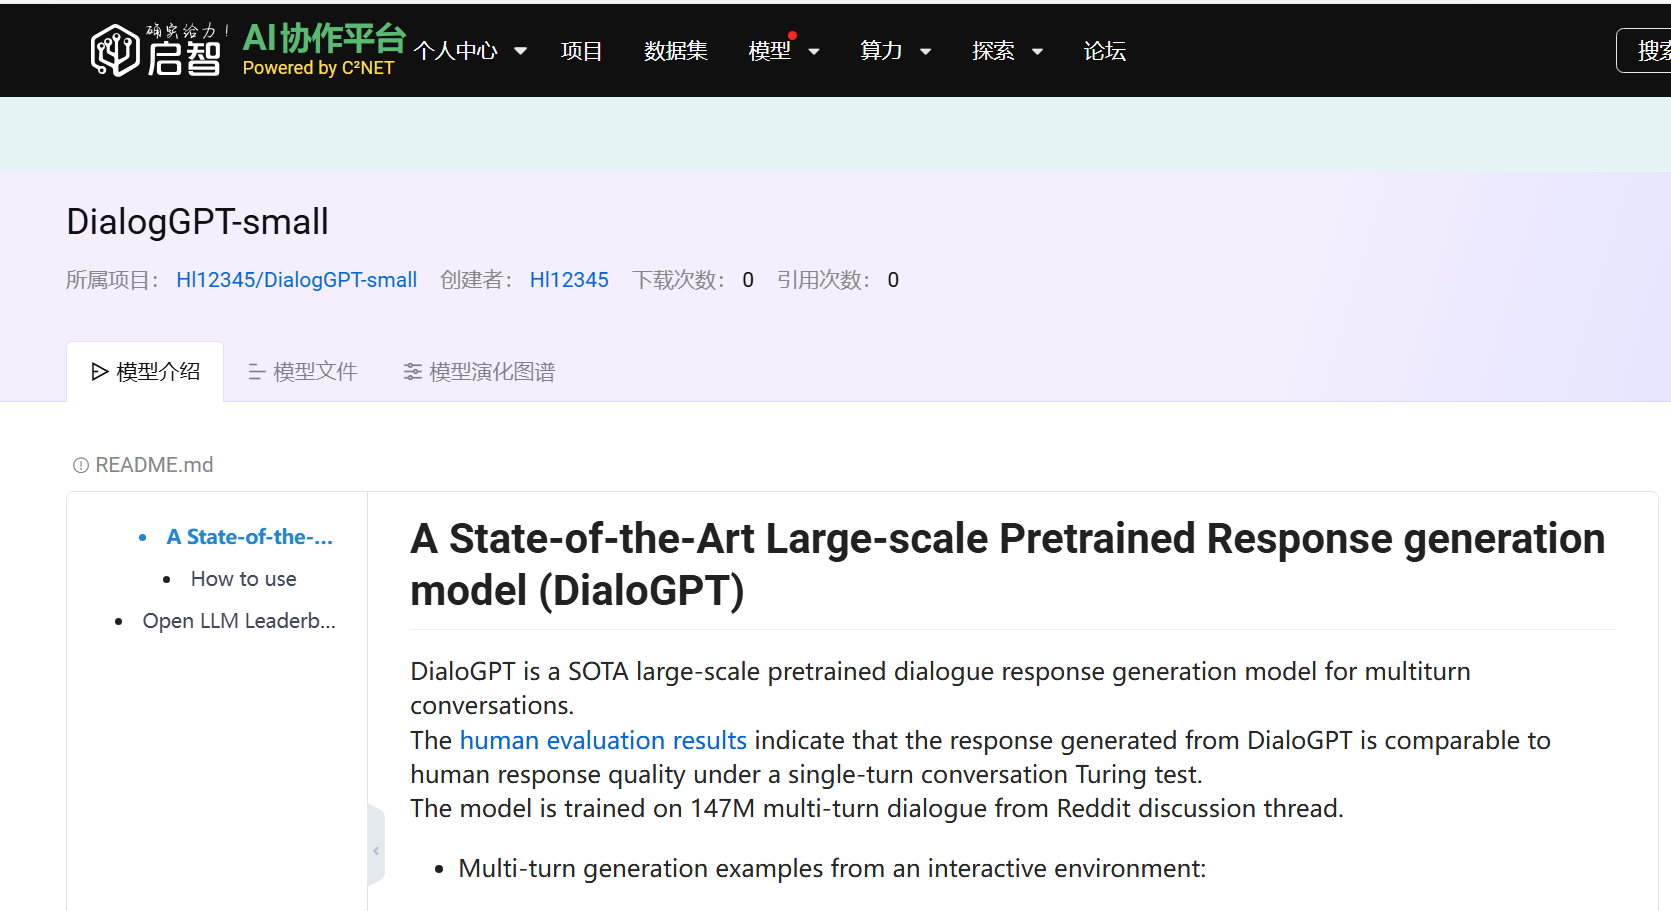 确实给力！
启智
AI协作平台
Powered by C²NET
个人中心 项目 数据集 模型 算力 探索 论坛
DialogGPT-small
所属项目： Hl12345/DialogGPT-small 创建者： Hl12345 下载次数： 0 引用次数： 0
模型介绍 模型文件 模型演化图谱
README.md
A State-of-the-...
How to use
Open LLM Leaderb...
A State-of-the-Art Large-scale Pretrained Response generation
model (DialoGPT)
DialoGPT is a SOTA large-scale pretrained dialogue response generation model for multiturn
conversations.
The human evaluation results indicate that the response generated from DialoGPT is comparable to
human response quality under a single-turn conversation Turing test.
The model is trained on 147M multi-turn dialogue from Reddit discussion thread.
Multi-turn generation examples from an interactive environment: